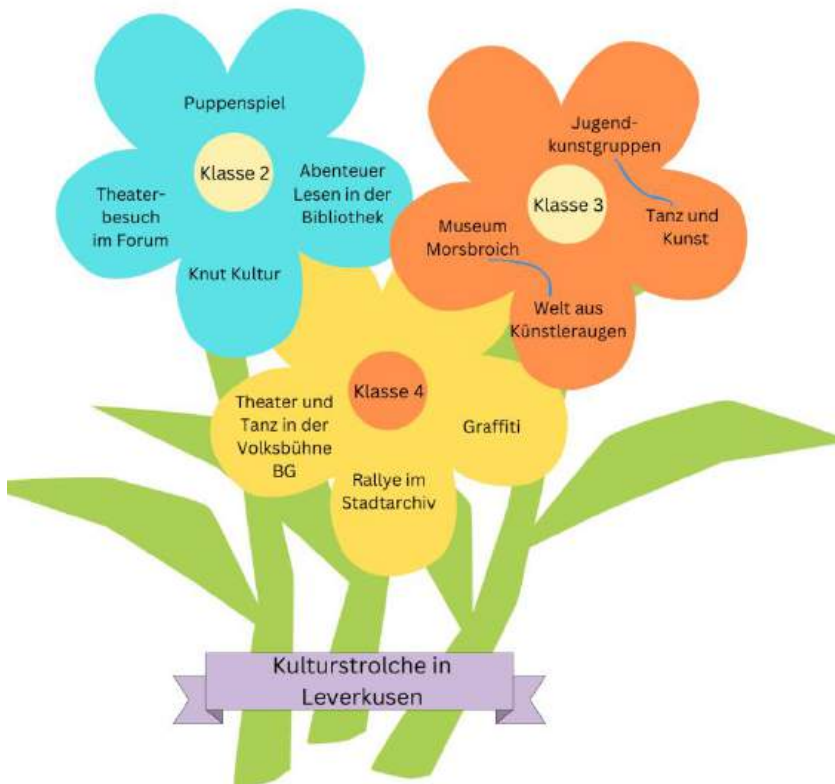 Puppenspiel
Klasse 2
Abenteuer
Lesen in der
Bibliothek
Theater-
besuch
im Forum
Knut Kultur
Jugend-
kunstgruppen
Klasse 3
Tanz und
Kunst
Museum
Morsbroich
Welt aus
Künstleraugen
Klasse 4
Theater und
Tanz in der
Volksbühne
BG
Graffiti
Rallye im
Stadtarchiv
Kulturstrolche in
Leverkusen